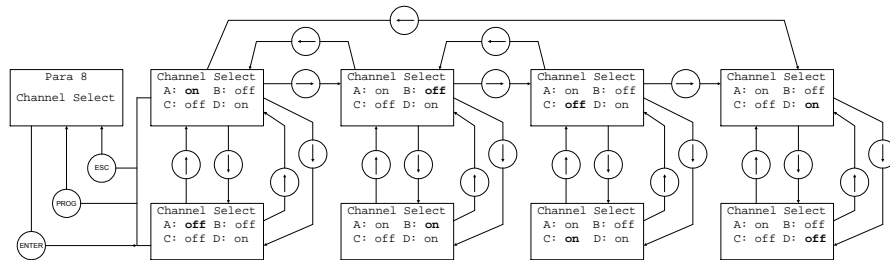 Para 8
Channel Select
Channel Select
A: on B: off
C: off D: on
Channel Select
A: on B: off
C: off D: on
Channel Select
A: on B: off
C: off D: on
Channel Select
A: on B: off
C: off D: on
ESC
PROG
ENTER
Channel Select
A: off B: off
C: off D: on
Channel Select
A: on B: on
C: off D: on
Channel Select
A: on B: off
C: on D: on
Channel Select
A: on B: off
C: off D: off